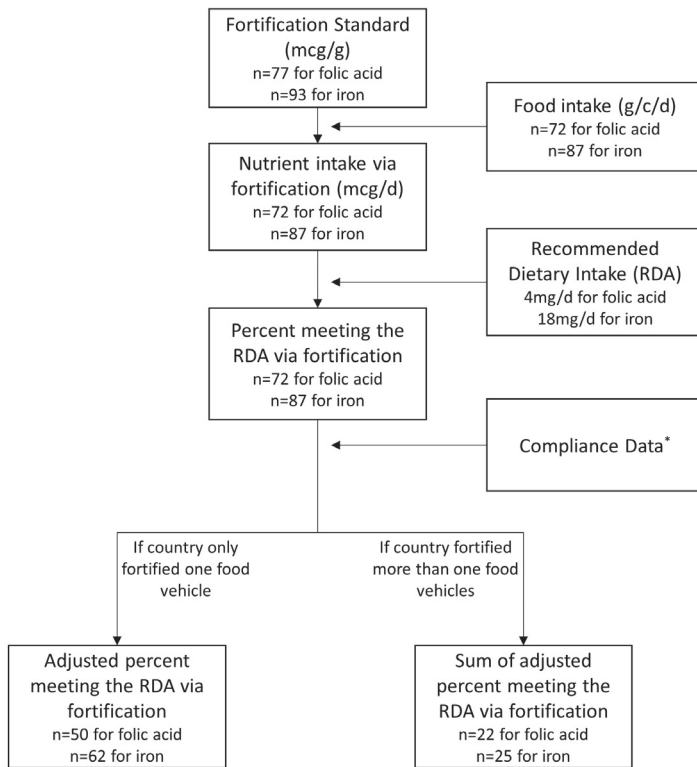 Fortification Standard
(mcg/g)
n=77 for folic acid
n=93 for iron
Food intake (g/c/d)
n=72 for folic acid
n=87 for iron
Nutrient intake via
fortification (mcg/d)
n=72 for folic acid
n=87 for iron
Recommended
Dietary Intake (RDA)
4mg/d for folic acid
18mg/d for iron
Percent meeting the
RDA via fortification
n=72 for folic acid
n=87 for iron
Compliance Data*
If country only
fortified one food
vehicle
If country fortified
more than one food
vehicles
Adjusted percent
meeting the RDA via
fortification
n=50 for folic acid
n=62 for iron
Sum of adjusted
percent meeting the
RDA via fortification
n=22 for folic acid
n=25 for iron